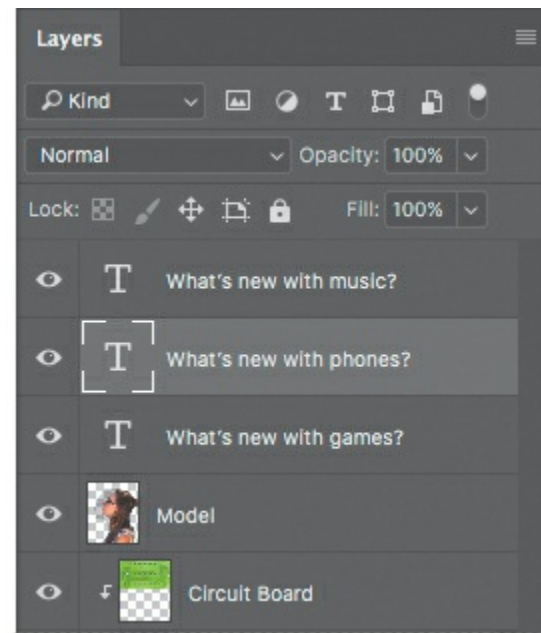 Layers
Kind
Normal Opacity: 100%
Lock: Fill: 100%
T What's new with music?
T What's new with phones?
T What's new with games?
Model
Circuit Board